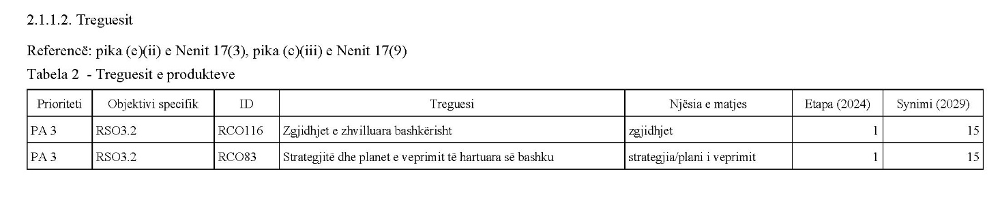 2.1.1.2. Treguesit
Referencë: pika (e)(ii) e Nenit 17(3), pika (c)(iii) e Nenit 17(9)
Tabela 2 - Treguesit e produkteve
Prioriteti Objektivi specifik ID Treguesi Njësia e matjes Etapa (2024) Synimi (2029)
PA 3 RSO3.2 RCO116 Zgjidhjet e zhvilluara bashkërisht zgjidhjet 1 15
PA 3 RSO3.2 RCO83 Strategjitë dhe planet e veprimit të hartuara së bashku strategjia/plani i veprimit 1 15